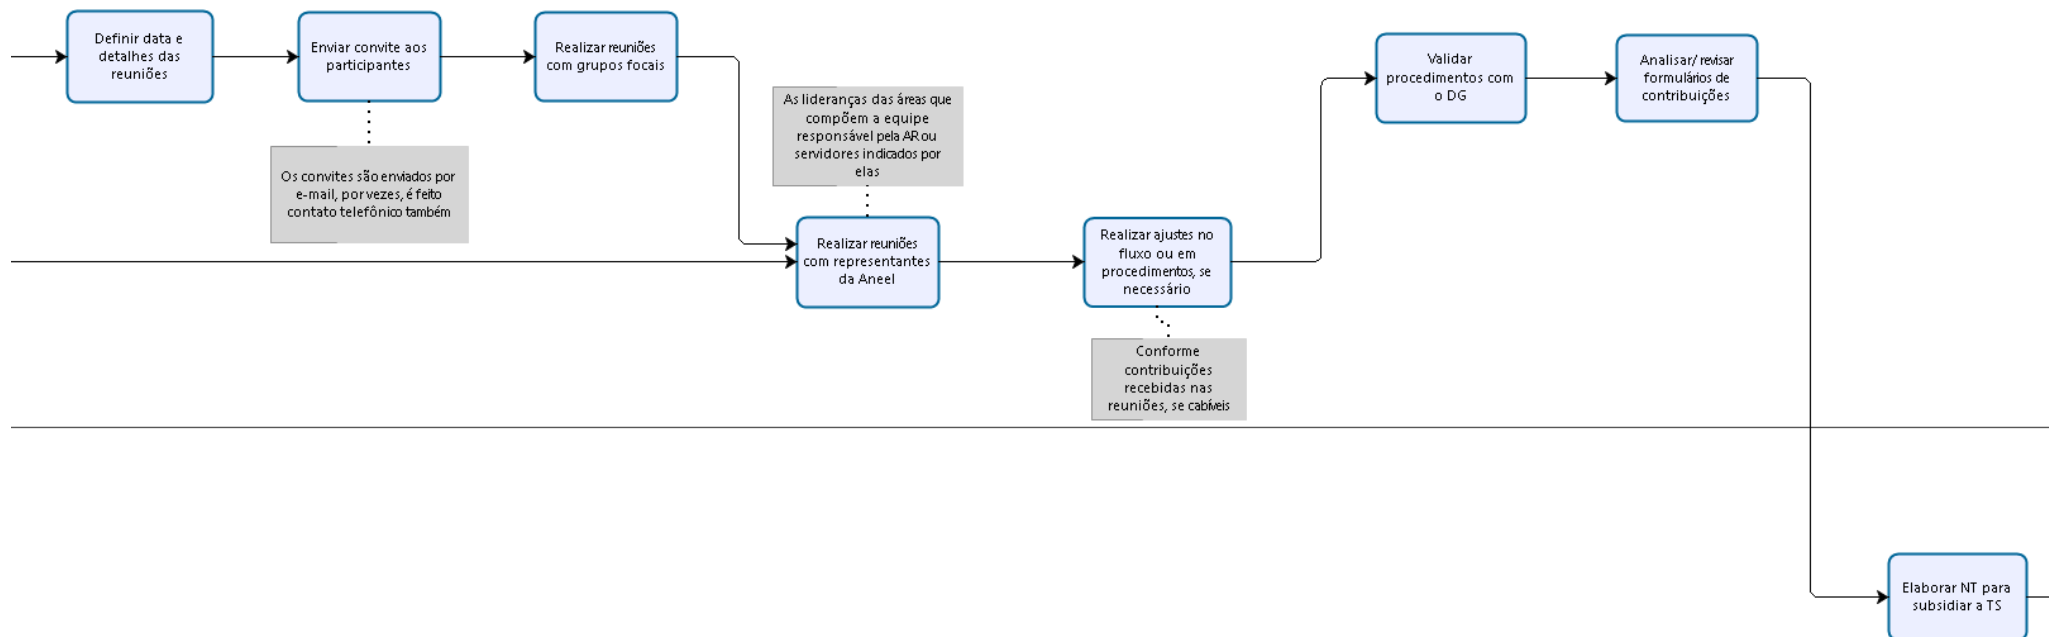 Definir data e
detalhes das
reuniões
Enviar convite aos
participantes
Realizar reuniões
com grupos focais
Os convites são enviados por
e-mail, por vezes, é feito
contato telefônico também
As lideranças das áreas que
compõem a equipe
responsável pela AR ou
servidores indicados por
elas
Realizar reuniões
com representantes
da Aneel
Realizar ajustes no
fluxo ou em
procedimentos, se
necessário
Conforme
contribuições
recebidas nas
reuniões, se cabíveis
Validar
procedimentos com
o DG
Analisar/ revisar
formulários de
contribuições
Elaborar NT para
subsidiar a TS